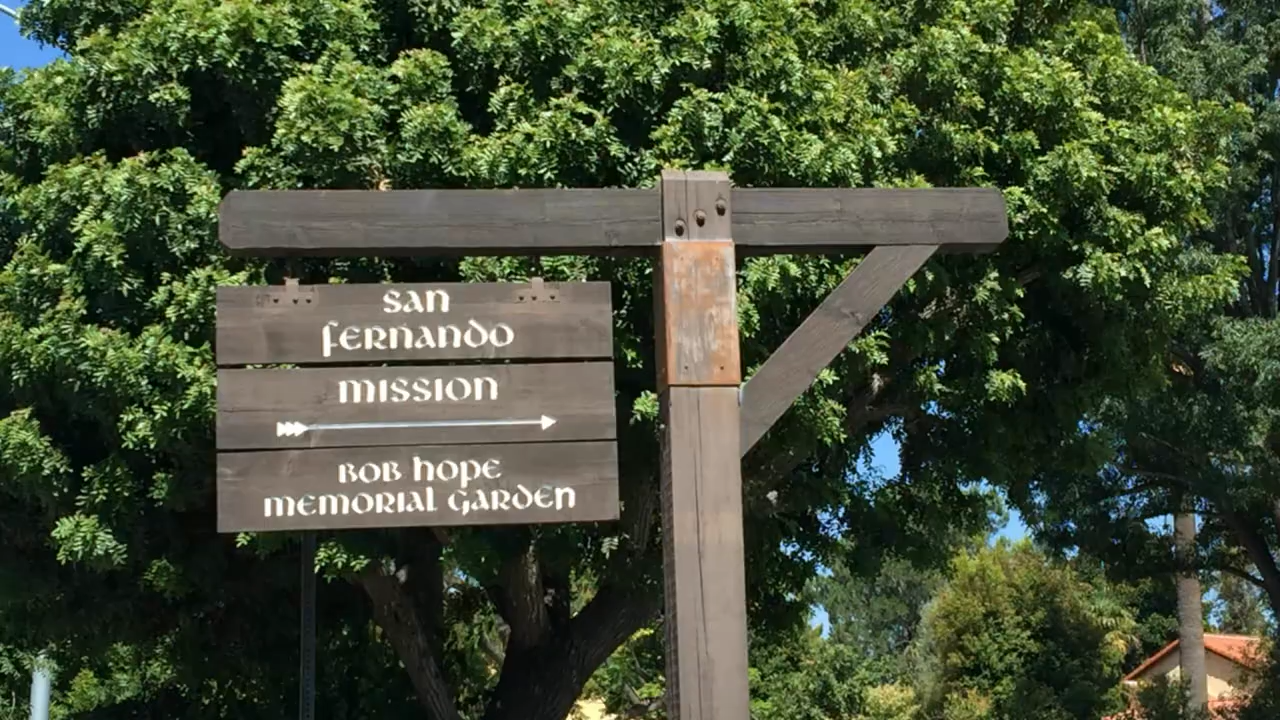 SAN
FERNANDO
MISSION
BOB HOPE
MEMORIAL GARDEN